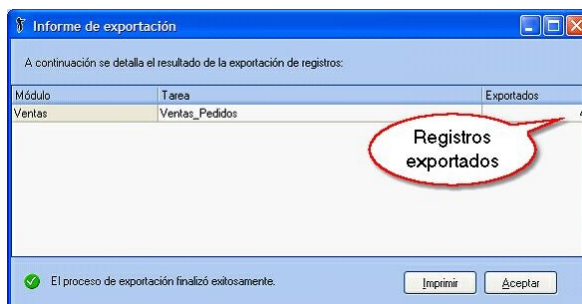 Informe de exportación
A continuación se detalla el resultado de la exportación de registros:
Módulo Tarea Exportados
Ventas Ventas_Pedidos
Registros
exportados
El proceso de exportación finalizó exitosamente.
Imprimir Aceptar